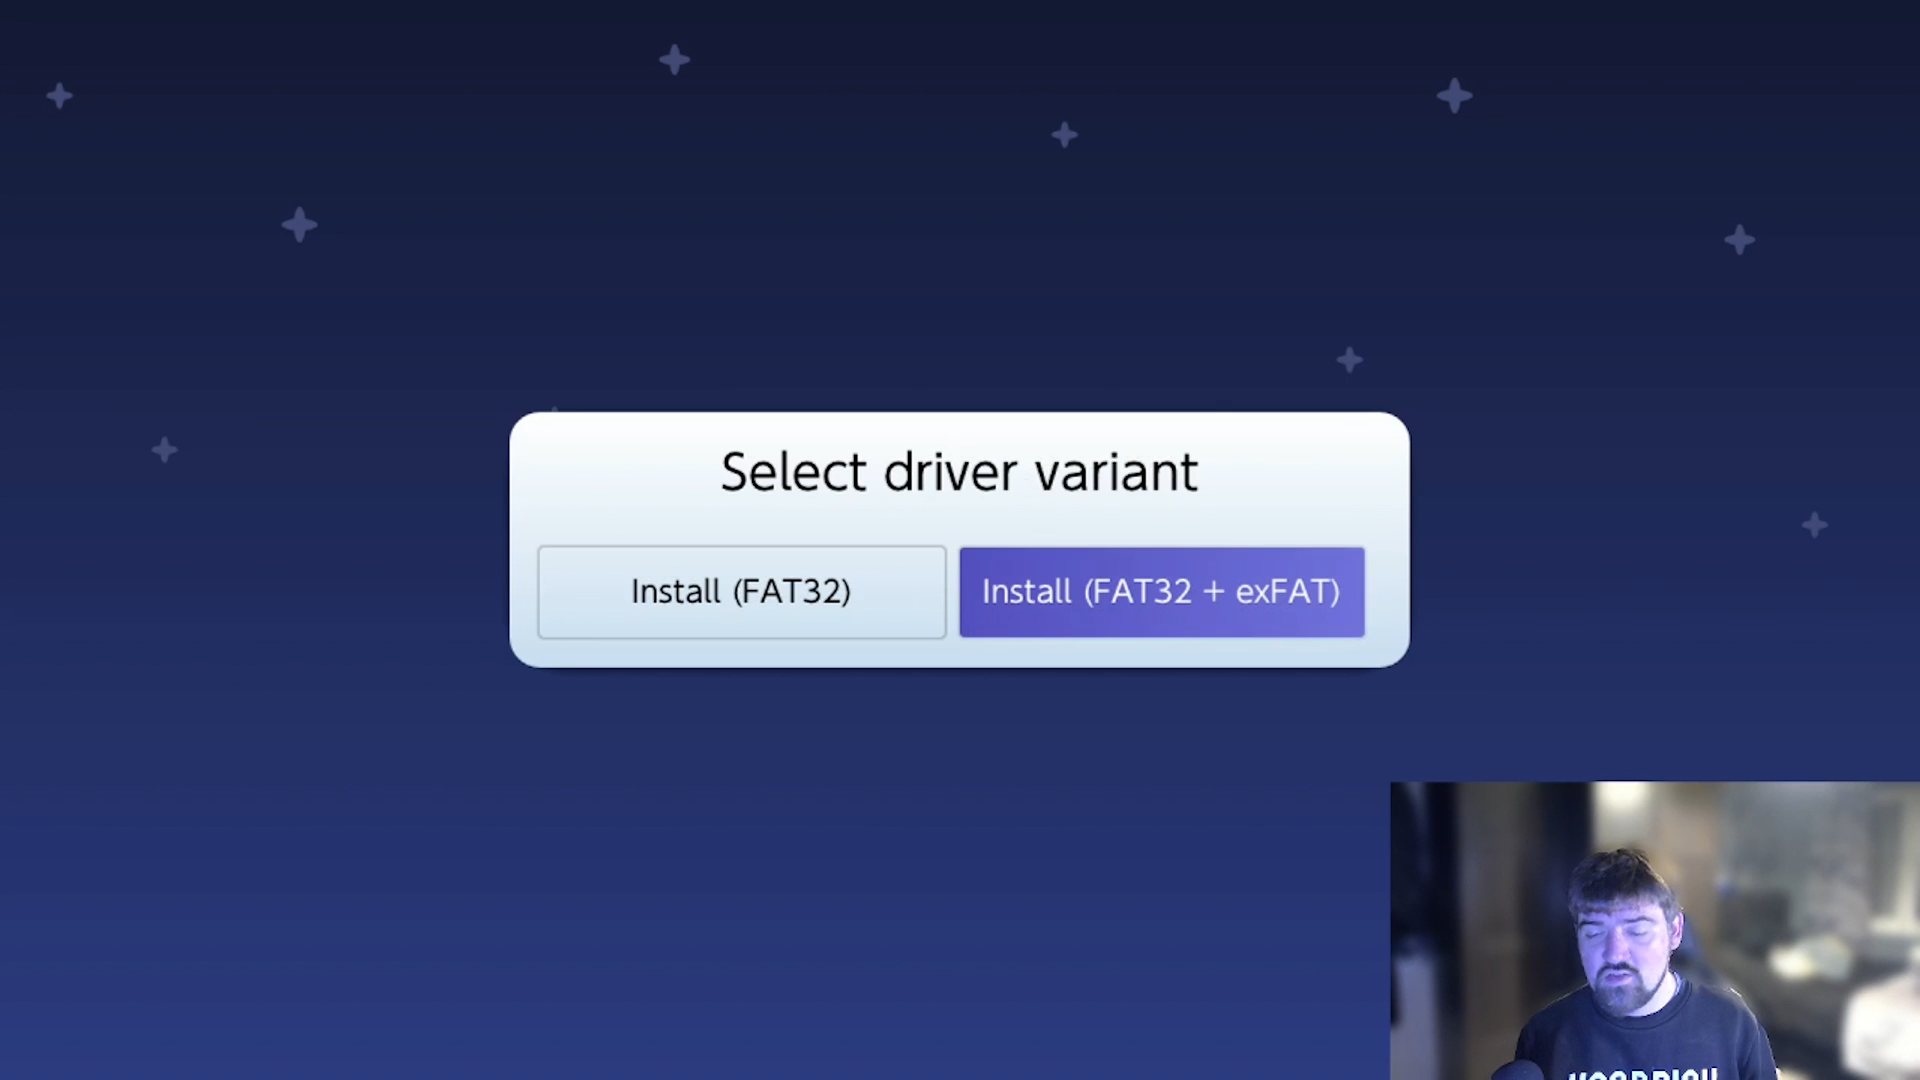 Select driver variant
Install (FAT32)
Install (FAT32 + exFAT)